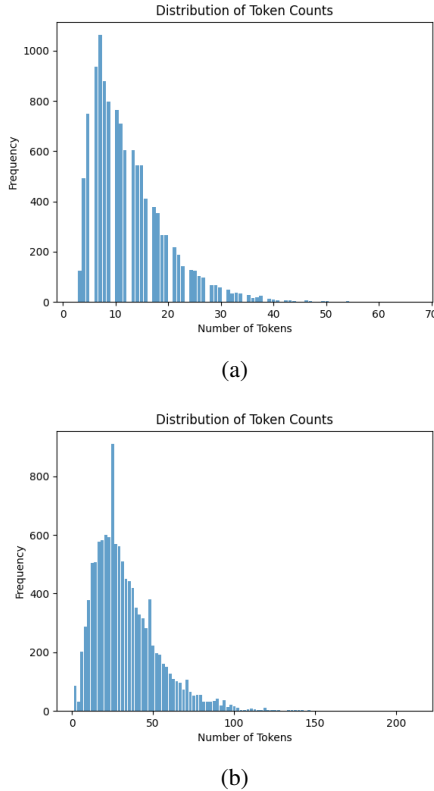 Distribution of Token Counts
1000
800
600
400
200
0
Frequency
0 10 20 30 40 50 60 70
Number of Tokens
(a)
Distribution of Token Counts
800
600
400
200
0
Frequency
0 50 100 150 200
Number of Tokens
(b)